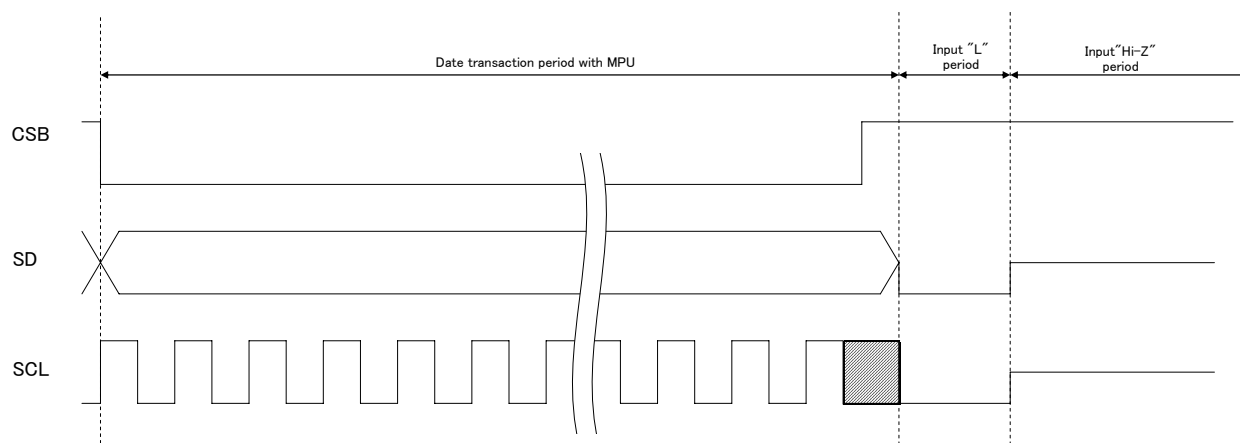 Date transaction period with MPU
Input "L"
period
Input"Hi-Z"
period
CSB
SD
SCL